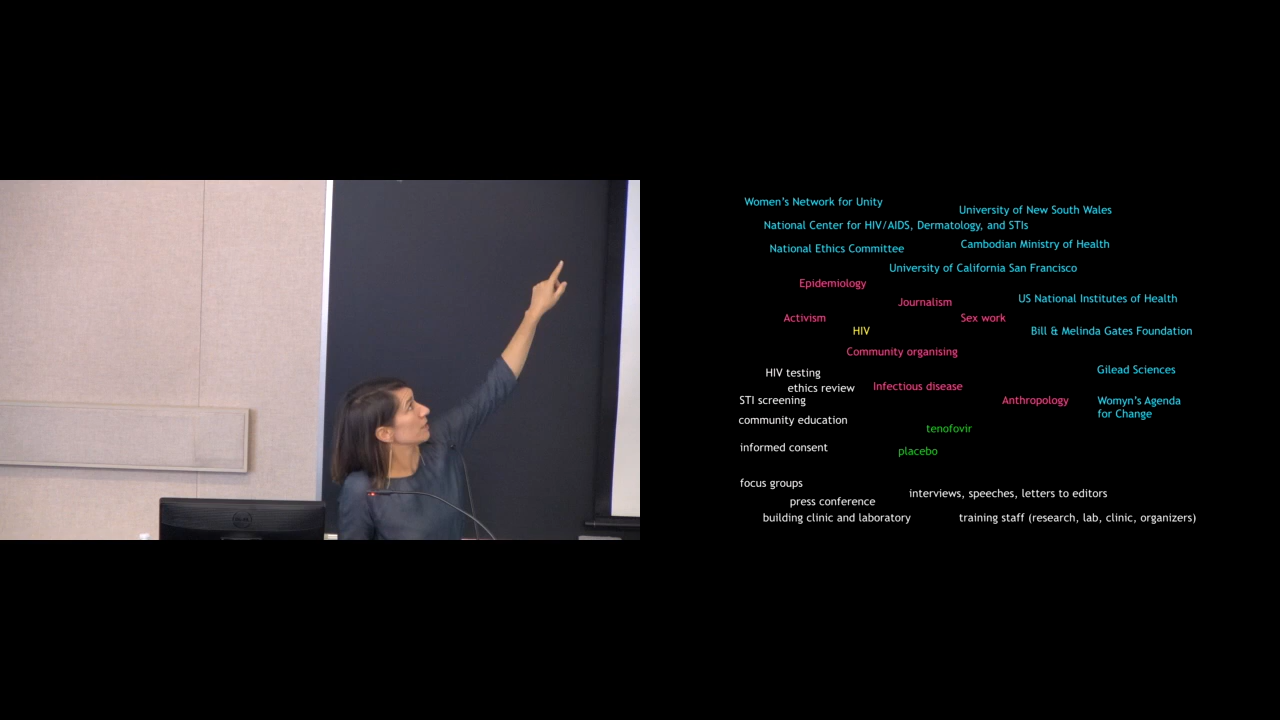 Women's Network for Unity
University of New South Wales
National Center for HIV/AIDS, Dermatology, and STIs
National Ethics Committee
Cambodian Ministry of Health
University of California San Francisco
Epidemiology
Journalism
US National Institutes of Health
Activism
Sex work
HIV
Bill & Melinda Gates Foundation
Community organising
HIV testing
Gilead Sciences
ethics review
Infectious disease
STI screening
Anthropology
Womyn's Agenda
for Change
community education
tenofovir
informed consent
placebo
focus groups
interviews, speeches, letters to editors
press conference
building clinic and laboratory
training staff (research, lab, clinic, organizers)